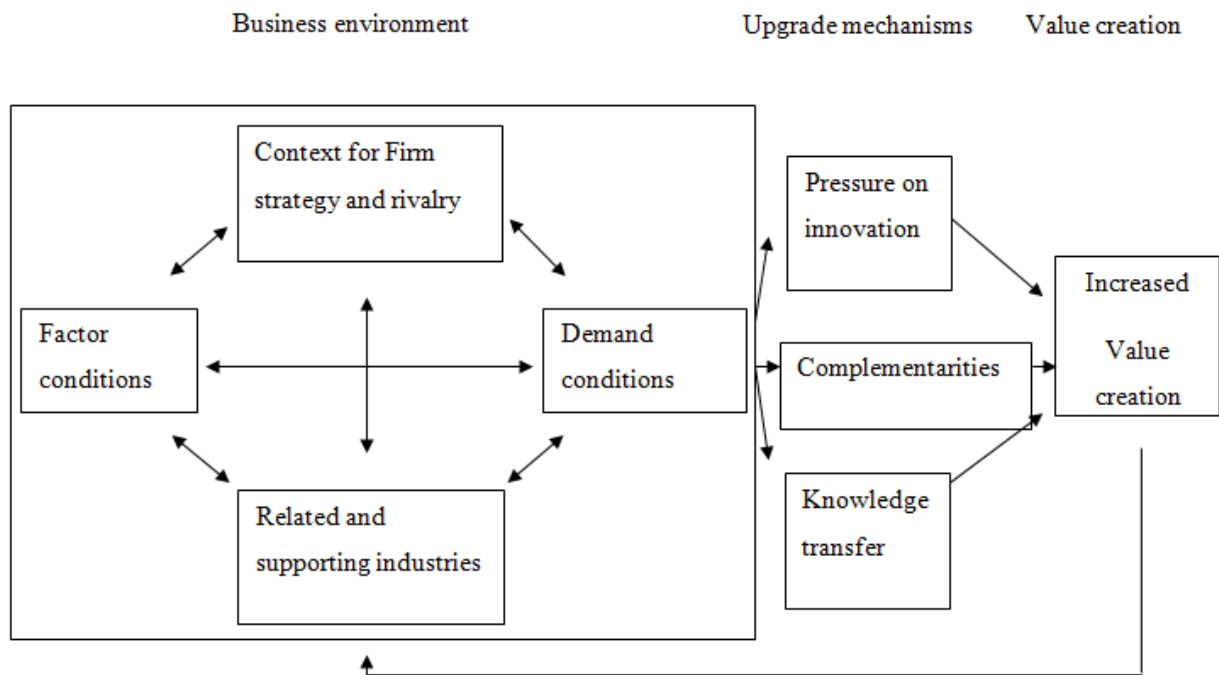 Business environment
Upgrade mechanisms
Value creation
Context for Firm
strategy and rivalry
Factor
conditions
Demand
conditions
Related and
supporting industries
Pressure on
innovation
Complementarities
Knowledge
transfer
Increased
Value
creation